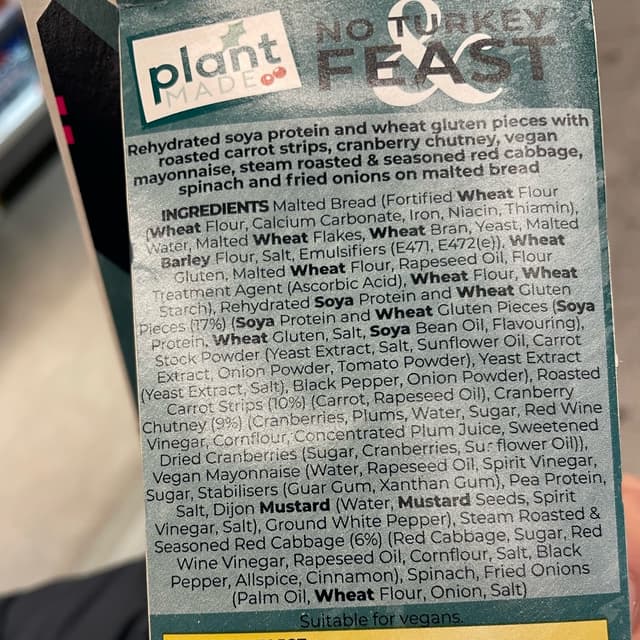 plant
MADE
NO TURKEY
& FEAST
Rehydrated soya protein and wheat gluten pieces with
roasted carrot strips, cranberry chutney, vegan
mayonnaise, steam roasted & seasoned red cabbage,
spinach and fried onions on malted bread
INGREDIENTS Malted Bread (Fortified Wheat Flour
(Wheat Flour, Calcium Carbonate, Iron, Niacin, Thiamin),
Water, Malted Wheat Flakes, Wheat Bran, Yeast, Malted
Barley Flour, Salt, Emulsifiers (E471, E472(e)), Wheat
Gluten, Malted Wheat Flour, Rapeseed Oil, Flour
Treatment Agent (Ascorbic Acid), Wheat Flour, Wheat
Starch), Rehydrated Soya Protein and Wheat Gluten
Pieces (17%) (Soya Protein and Wheat Gluten Pieces (Soya
Protein, Wheat Gluten, Salt, Soya Bean Oil, Flavouring),
Stock Powder (Yeast Extract, Salt, Sunflower Oil, Carrot
Extract, Onion Powder, Tomato Powder), Yeast Extract
(Yeast Extract, Salt), Black Pepper, Onion Powder), Roasted
Carrot Strips (10%) (Carrot, Rapeseed Oil), Cranberry
Chutney (9%) (Cranberries, Plums, Water, Sugar, Red Wine
Vinegar, Cornflour, Concentrated Plum Juice, Sweetened
Dried Cranberries (Sugar, Cranberries, Sunflower Oil)),
Vegan Mayonnaise (Water, Rapeseed Oil, Spirit Vinegar,
Sugar, Stabilisers (Guar Gum, Xanthan Gum), Pea Protein,
Salt, Dijon Mustard (Water, Mustard Seeds, Spirit
Vinegar, Salt), Ground White Pepper), Steam Roasted &
Seasoned Red Cabbage (6%) (Red Cabbage, Sugar, Red
Wine Vinegar, Rapeseed Oil, Cornflour, Salt, Black
Pepper, Allspice, Cinnamon), Spinach, Fried Onions
(Palm Oil, Wheat Flour, Onion, Salt)
Suitable for vegans.